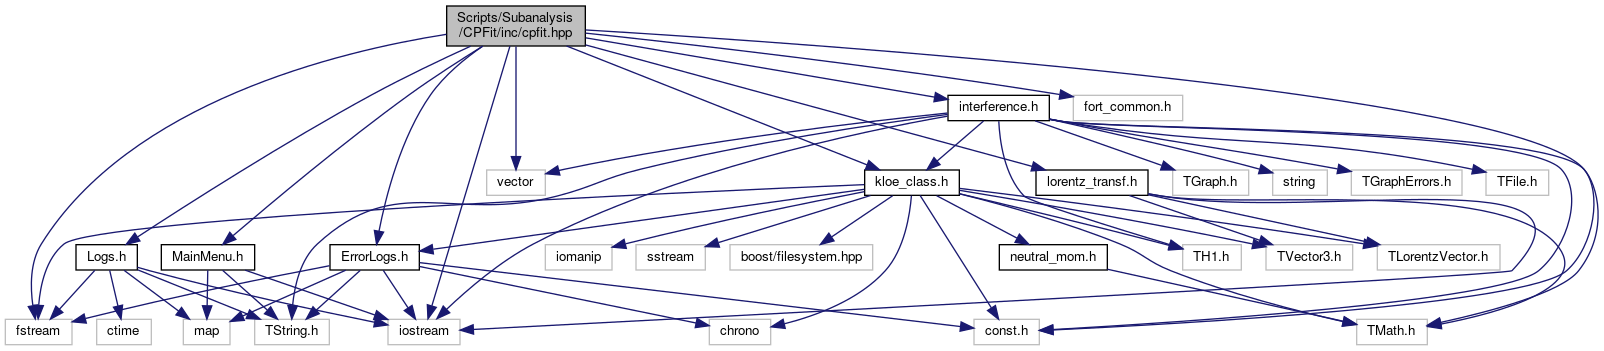 Scripts/Subanalysis
/CPFit/inc/cpfit.hpp
interference.h
fort_common.h
vector
kloe_class.h
lorentz_transf.h
TGraph.h
string
TGraphErrors.h
TFile.h
Logs.h
MainMenu.h
ErrorLogs.h
iomanip
sstream
boost/filesystem.hpp
neutral_mom.h
TH1.h
TVector3.h
TLorentzVector.h
fstream
ctime
map
TString.h
iostream
chrono
const.h
TMath.h